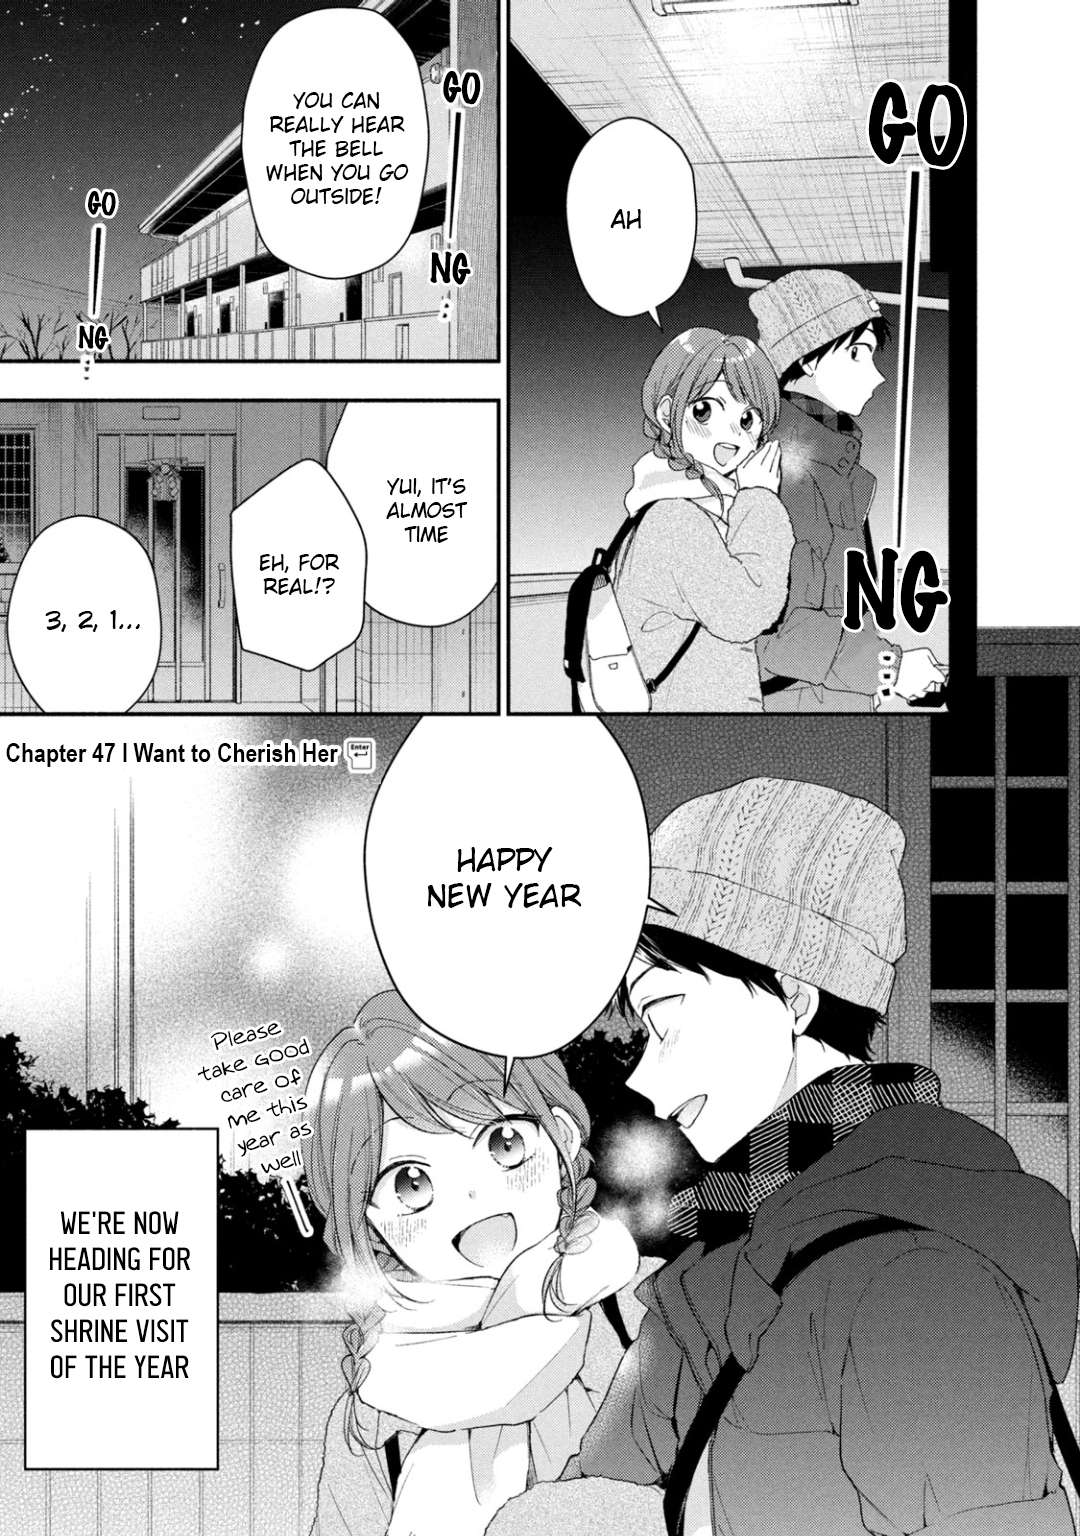 GO
NG
AH
YOU CAN
REALLY HEAR
THE BELL
WHEN YOU GO
OUTSIDE!
GO
NG
GO
NG
YUI, IT'S
ALMOST
TIME
EH, FOR
REAL!?
3, 2, 1...
Chapter 47 I Want to Cherish Her
Enter
HAPPY
NEW YEAR
Please
take good
care of
me this
year as
well
WE'RE NOW
HEADING FOR
OUR FIRST
SHRINE VISIT
OF THE YEAR